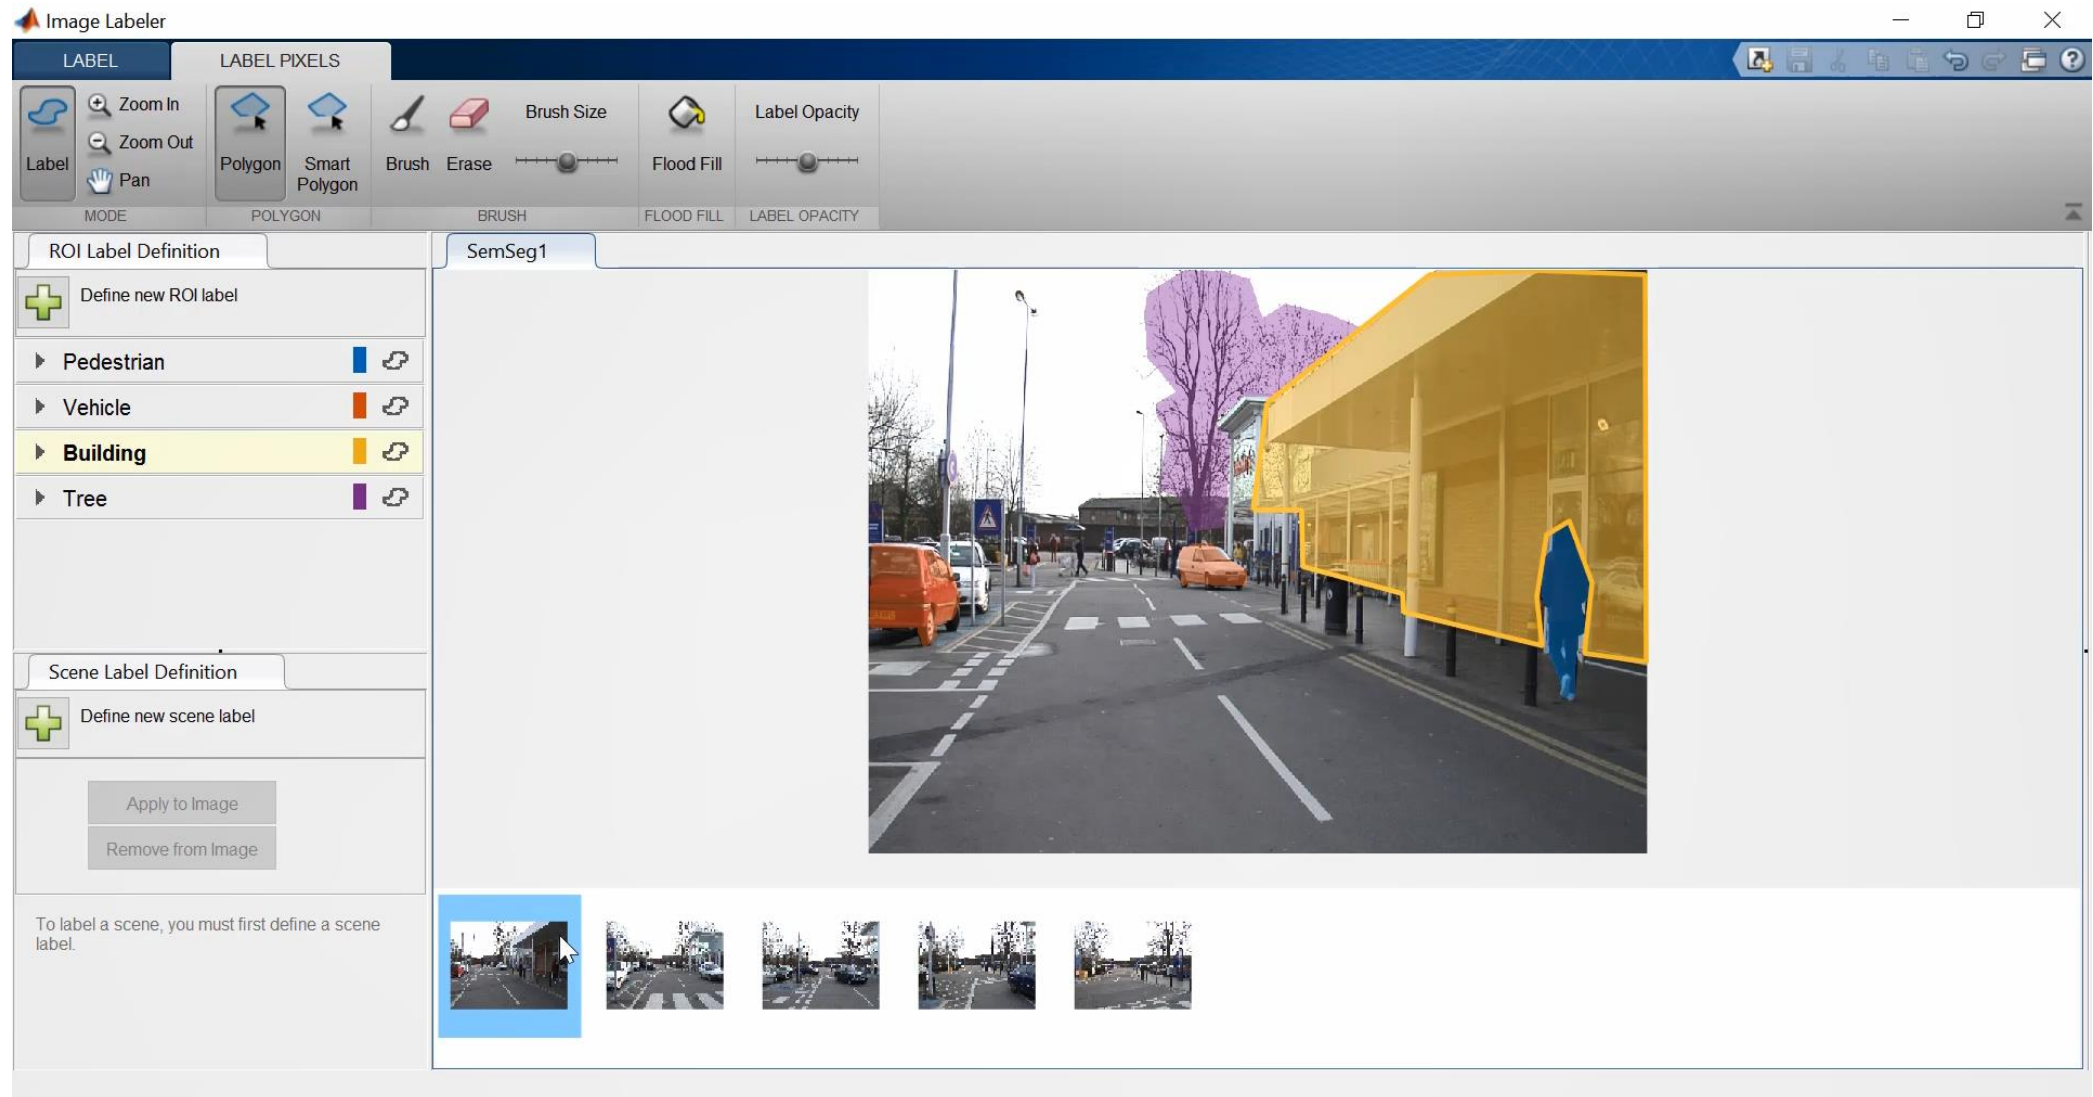 Image Labeler
LABEL
LABEL PIXELS
Label
Zoom In
Zoom Out
Pan
MODE
Polygon
Smart
Polygon
POLYGON
Brush
Erase
Brush Size
BRUSH
Flood Fill
FLOOD FILL
Label Opacity
LABEL OPACITY
ROI Label Definition
Define new ROI label
Pedestrian
Vehicle
Building
Tree
Scene Label Definition
Define new scene label
Apply to Image
Remove from Image
To label a scene, you must first define a scene
label.
SemSeg1